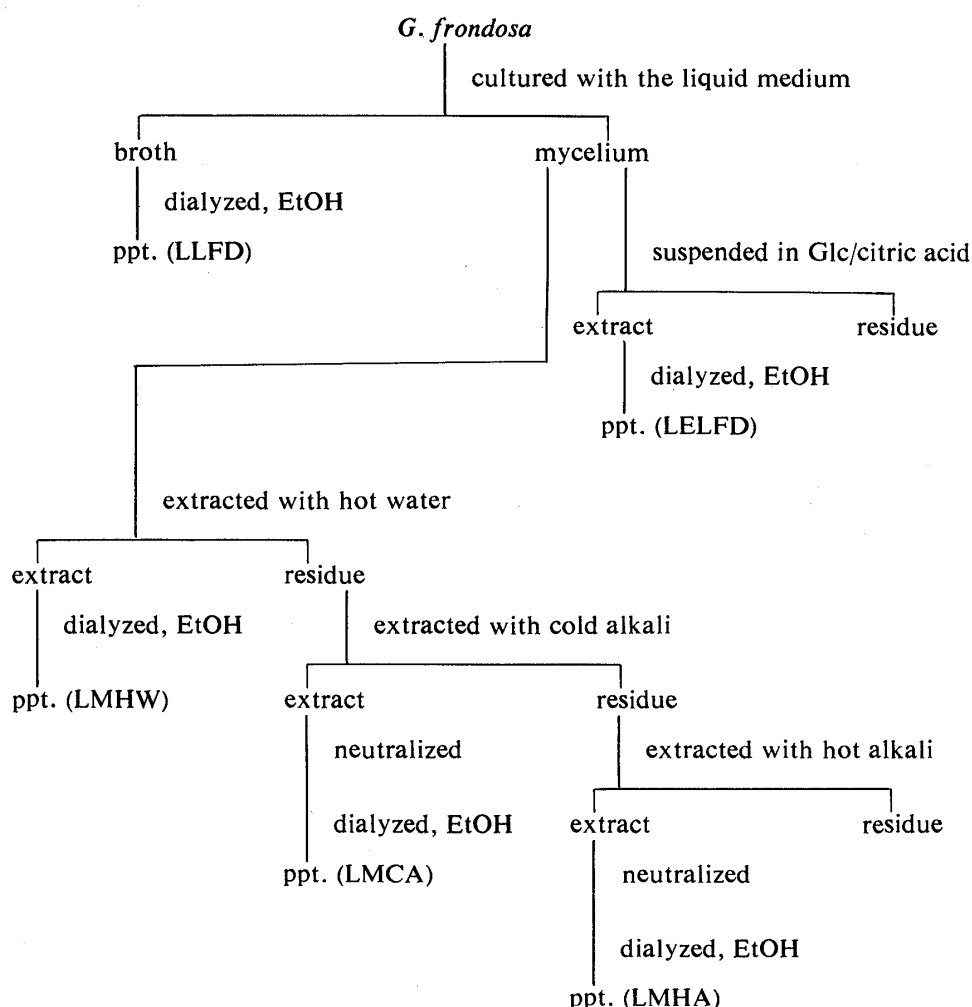 G. frondosa
cultured with the liquid medium
broth
mycelium
dialyzed, EtOH
ppt. (LLFD)
suspended in Glc/citric acid
extract
residue
dialyzed, EtOH
ppt. (LELFD)
extracted with hot water
extract
residue
dialyzed, EtOH
extracted with cold alkali
ppt. (LMHW)
extract
residue
neutralized
extracted with hot alkali
dialyzed, EtOH
extract
residue
ppt. (LMCA)
neutralized
dialyzed, EtOH
ppt. (LMHA)